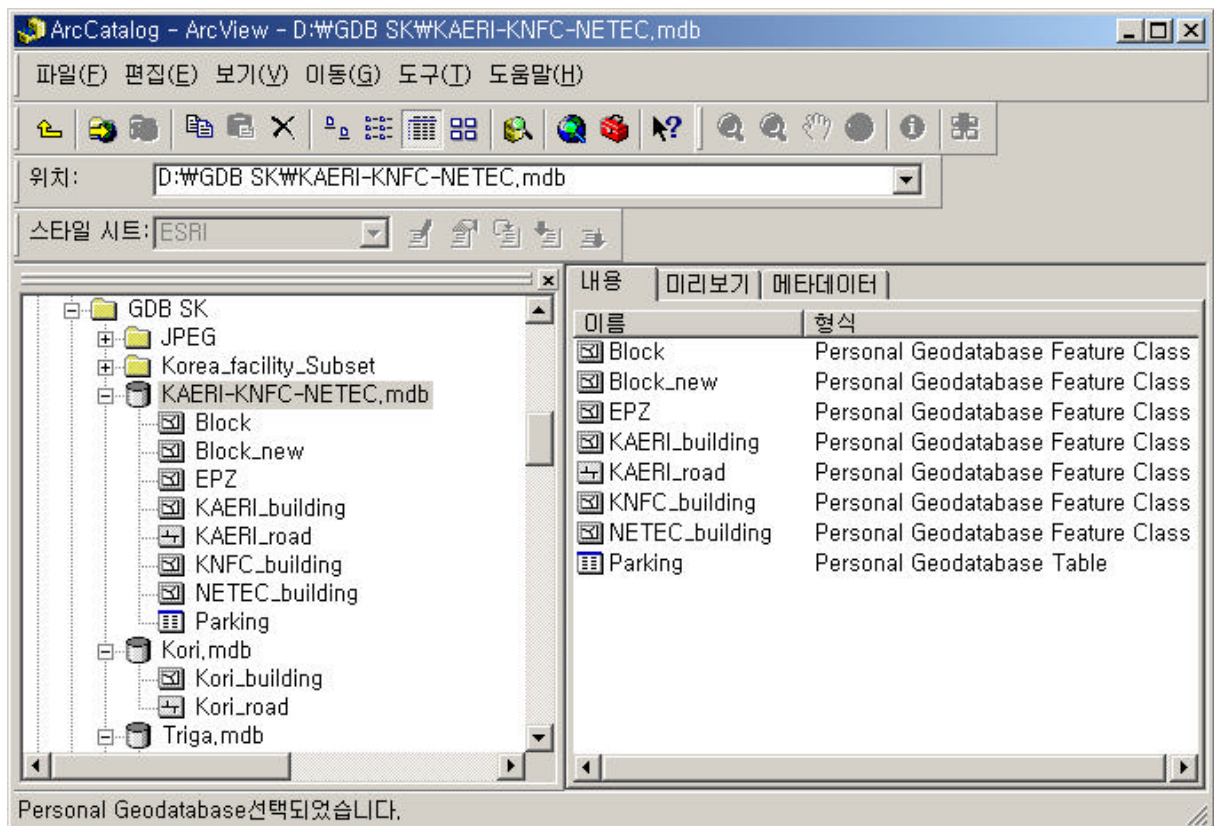 ArcCatalog - ArcView - D:₩GDB SK₩KAERI-KNFC-NETEC.mdb
파일(F) 편집(E) 보기(V) 이동(G) 도구(T) 도움말(H)
위치: D:₩GDB SK₩KAERI-KNFC-NETEC.mdb
스타일 시트: ESRI
GDB SK
JPEG
Korea_facility_Subset
KAERI-KNFC-NETEC.mdb
Block
Block_new
EPZ
KAERI_building
KAERI_road
KNFC_building
NETEC_building
Parking
Kori.mdb
Kori_building
Kori_road
Triga.mdb
내용 미리보기 메타데이터
이름 형식
Block Personal Geodatabase Feature Class
Block_new Personal Geodatabase Feature Class
EPZ Personal Geodatabase Feature Class
KAERI_building Personal Geodatabase Feature Class
KAERI_road Personal Geodatabase Feature Class
KNFC_building Personal Geodatabase Feature Class
NETEC_building Personal Geodatabase Feature Class
Parking Personal Geodatabase Table
Personal Geodatabase선택되었습니다.